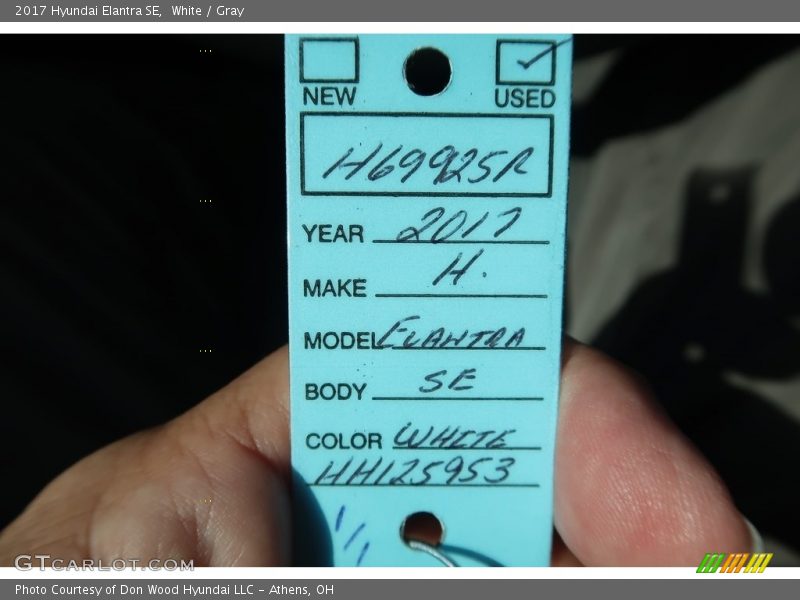 2017 Hyundai Elantra SE,  White / Gray
NEW
USED
H69925R
YEAR 2017
MAKE H.
MODEL ELANTRA
BODY SE
COLOR WHITE
HH125953
GTCARLOT.COM
Photo Courtesy of Don Wood Hyundai LLC - Athens, OH